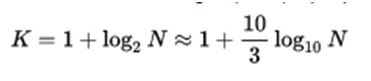 K = 1 + log₂ N ≈ 1 + 10/3 log₁₀ N